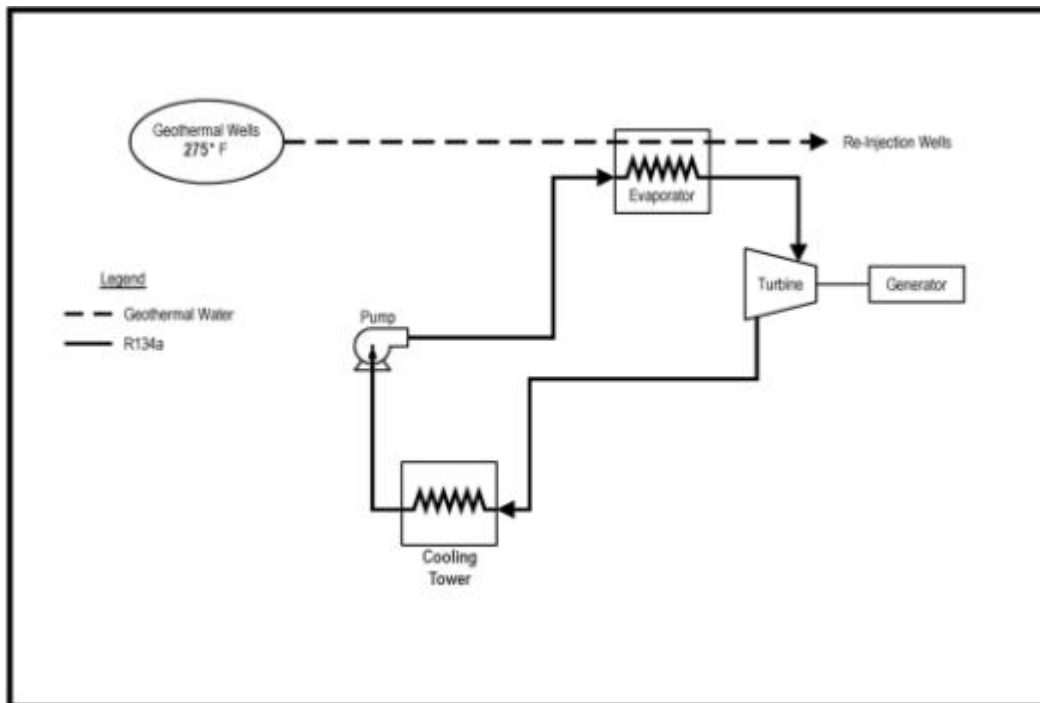 Geothermal Wells
275° F
Re-Injection Wells
Evaporator
Turbine
Generator
Legend
Geothermal Water
R134a
Pump
Cooling
Tower